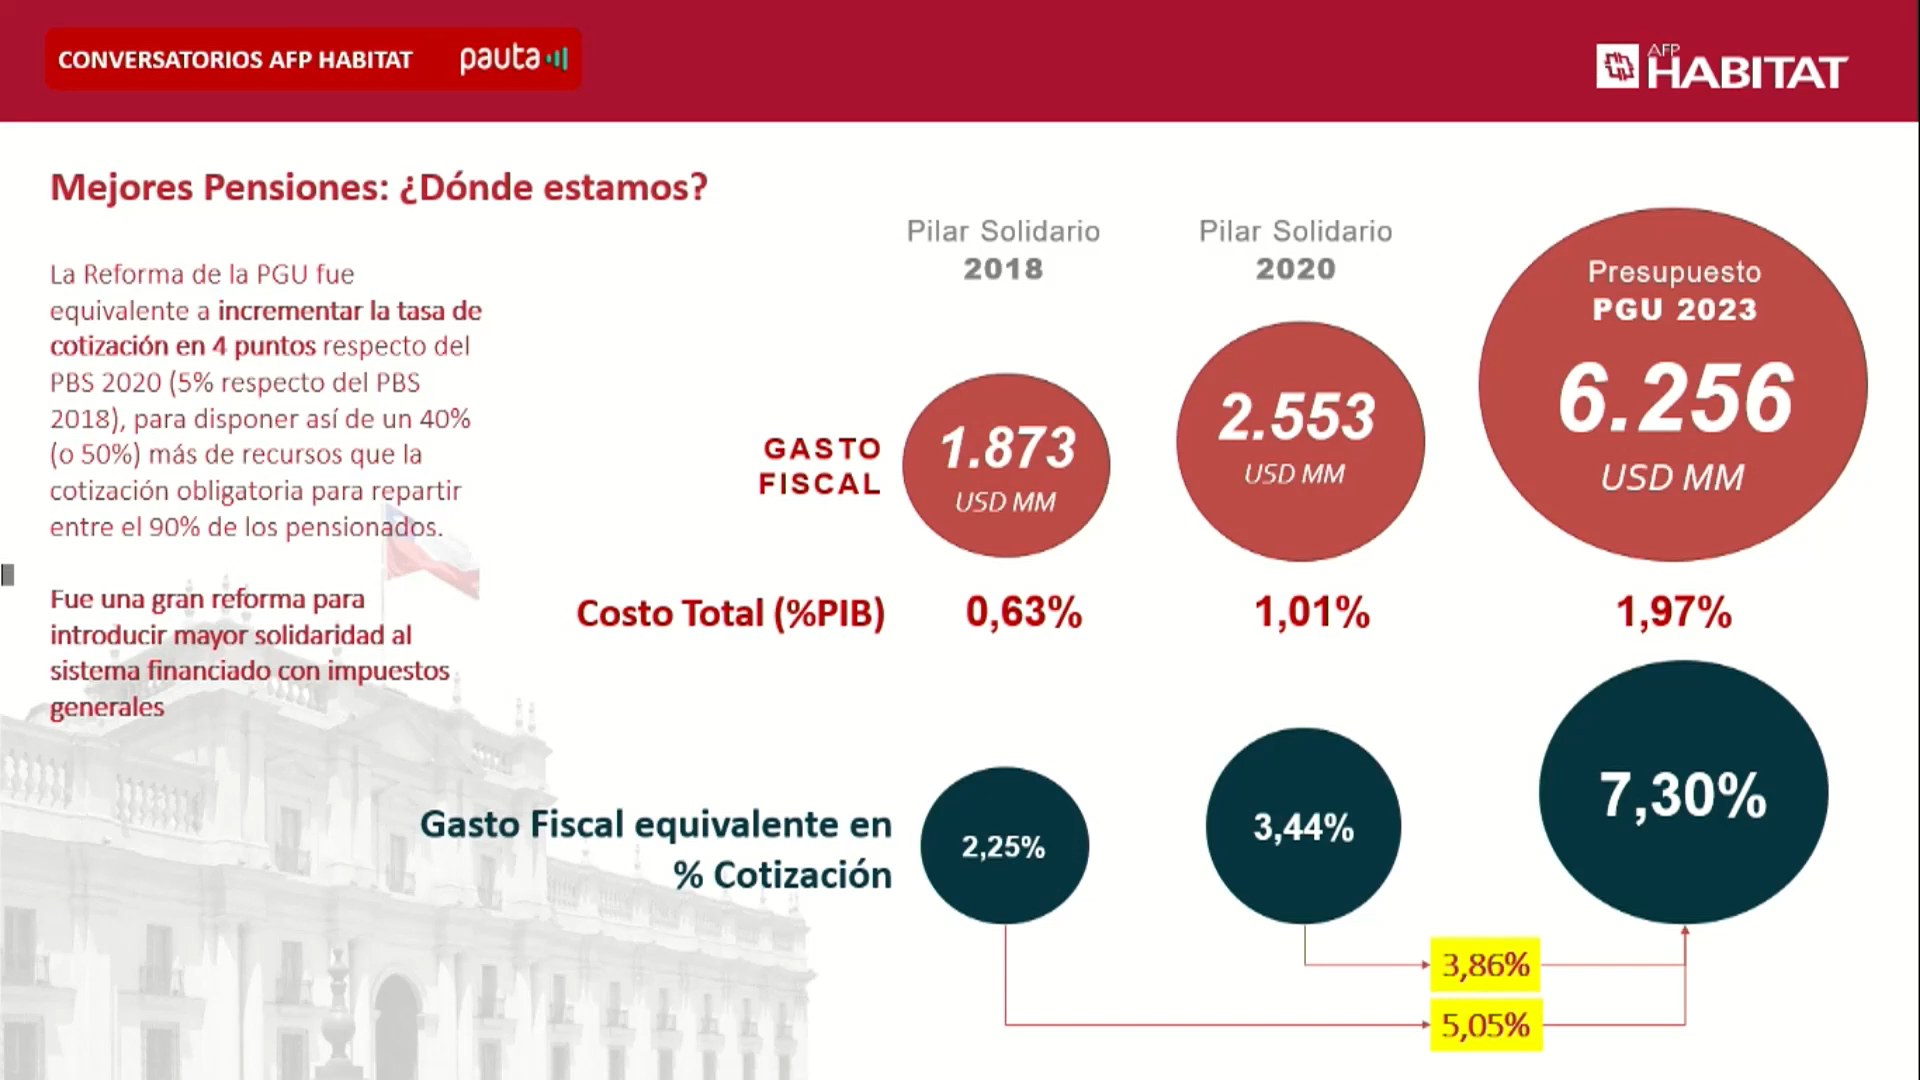 CONVERSATORIOS AFP HABITAT
pauta
AFP
HABITAT
Mejores Pensiones: ¿Dónde estamos?
La Reforma de la PGU fue
equivalente a incrementar la tasa de
cotización en 4 puntos respecto del
PBS 2020 (5% respecto del PBS
2018), para disponer así de un 40%
(o 50%) más de recursos que la
cotización obligatoria para repartir
entre el 90% de los pensionados.
Fue una gran reforma para
introducir mayor solidaridad al
sistema financiado con impuestos
generales
Pilar Solidario
2018
Pilar Solidario
2020
Presupuesto
PGU 2023
GASTO
FISCAL
1.873
USD MM
2.553
USD MM
6.256
USD MM
Costo Total (%PIB)
0,63%
1,01%
1,97%
Gasto Fiscal equivalente en
% Cotización
2,25%
3,44%
7,30%
3,86%
5,05%